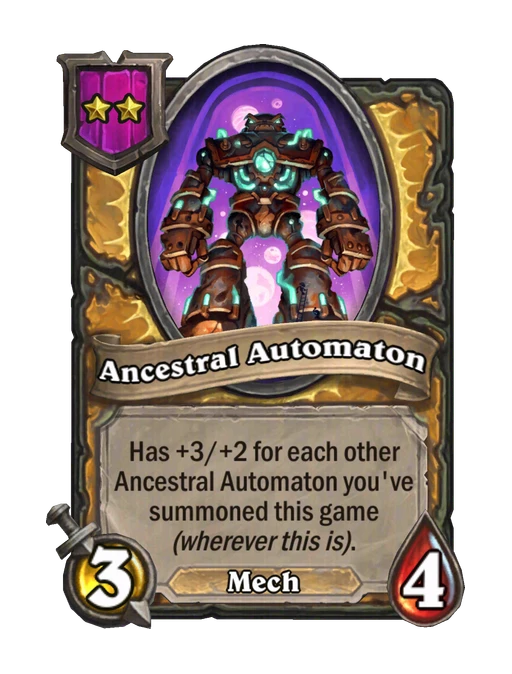 Ancestral Automaton
Has +3/+2 for each other
Ancestral Automaton you've
summoned this game
(wherever this is).
3
Mech
4